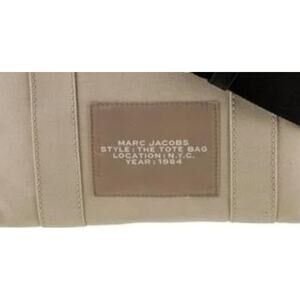 MARC JACOBS
STYLE : THE TOTE BAG
LOCATION : N.Y.C.
YEAR : 1984